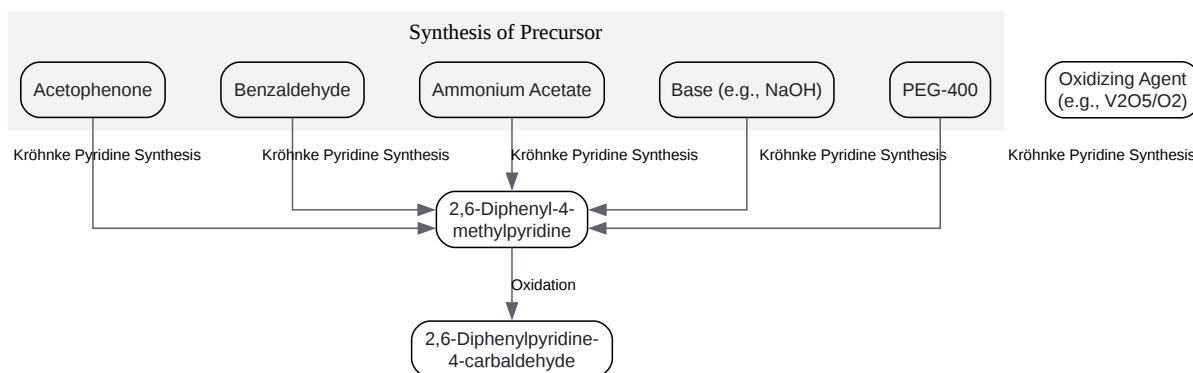 Synthesis of Precursor
Acetophenone
Benzaldehyde
Ammonium Acetate
Base (e.g., NaOH)
PEG-400
Oxidizing Agent
(e.g., V2O5/O2)
Kröhnke Pyridine Synthesis
Kröhnke Pyridine Synthesis
Kröhnke Pyridine Synthesis
Kröhnke Pyridine Synthesis
Kröhnke Pyridine Synthesis
2,6-Diphenyl-4-
methylpyridine
Oxidation
2,6-Diphenylpyridine-
4-carbaldehyde